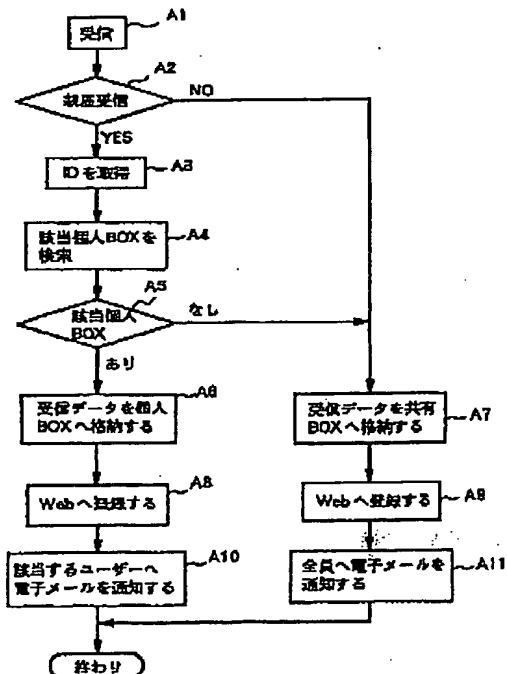 受信
A1
親展受信
A2
NO
YES
IDを取得
A3
該当個人BOXを
検索
A4
該当個人
BOX
A5
なし
あり
受信データを個人
BOXへ格納する
A6
受信データを共有
BOXへ格納する
A7
Webへ登録する
A8
Webへ登録する
A9
該当するユーザーへ
電子メールを通知する
A10
全員へ電子メールを
通知する
A11
終わり